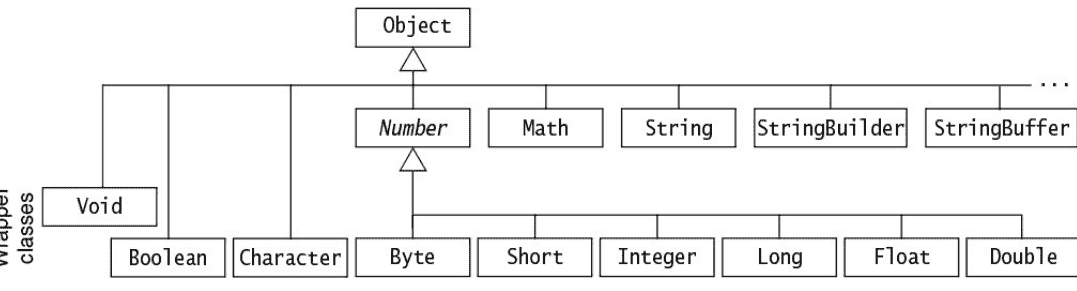 Object
...
Number Math String StringBuilder StringBuffer
Wrapper
classes
Void
Boolean Character Byte Short Integer Long Float Double